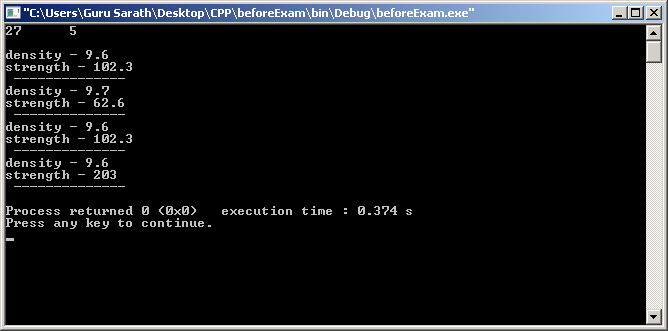 "C:\Users\Guru Sarath\Desktop\CPP\beforeExam\bin\Debug\beforeExam.exe"
27      5
density - 9.6
strength - 102.3
--------------
density - 9.7
strength - 62.6
--------------
density - 9.6
strength - 102.3
--------------
density - 9.6
strength - 203
--------------
Process returned 0 (0x0)   execution time : 0.374 s
Press any key to continue.